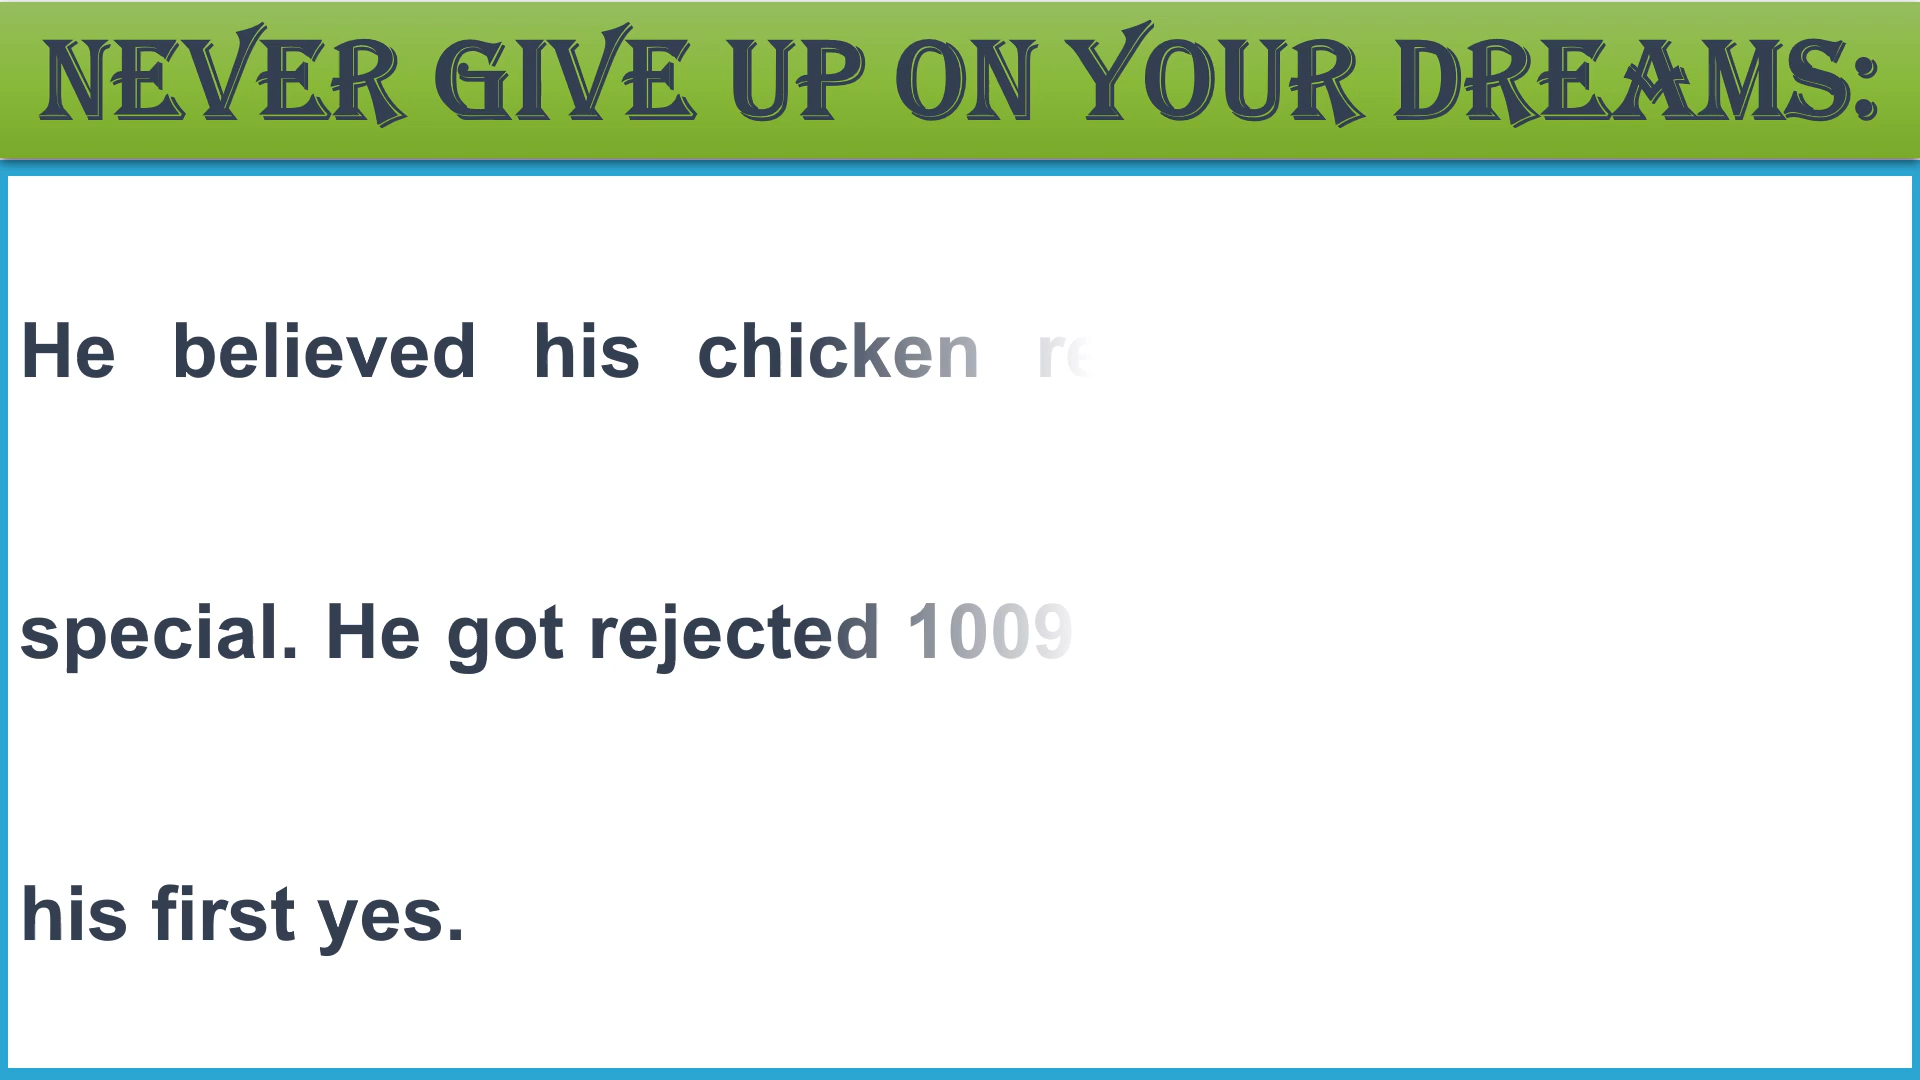 NEVER GIVE UP ON YOUR DREAMS:
He believed his chicken
special. He got rejected 1009
his first yes.